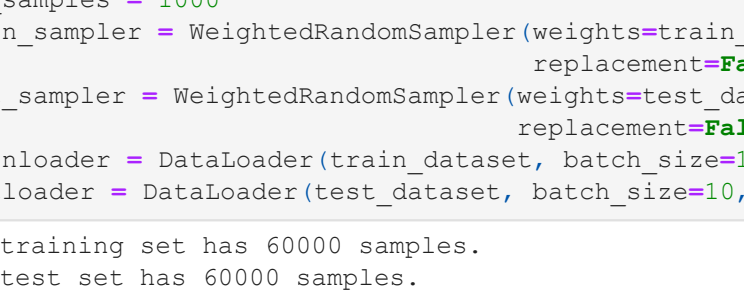 samples = 1000
n_sampler = WeightedRandomSampler(weights=train_
replacement=Fa
_sampler = WeightedRandomSampler(weights=test_da
replacement=Fal
nloader = DataLoader(train_dataset, batch_size=1
loader = DataLoader(test_dataset, batch_size=10,
training set has 60000 samples.
test set has 60000 samples.